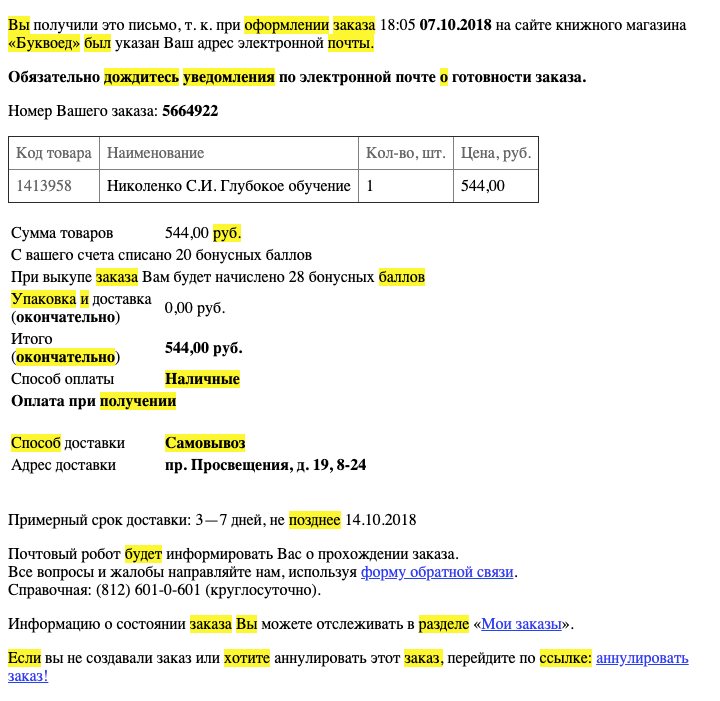 Вы получили это письмо, т. к. при оформлении заказа 18:05 07.10.2018 на сайте книжного магазина
«Буквоед» был указан Ваш адрес электронной почты.
Обязательно дождитесь уведомления по электронной почте о готовности заказа.
Номер Вашего заказа: 5664922
Код товара Наименование Кол-во, шт. Цена, руб.
1413958 Николенко С.И. Глубокое обучение 1 544,00
Сумма товаров 544,00 руб.
С вашего счета списано 20 бонусных баллов
При выкупе заказа Вам будет начислено 28 бонусных баллов
Упаковка и доставка
(окончательно) 0,00 руб.
Итого
(окончательно) 544,00 руб.
Способ оплаты Наличные
Оплата при получении
Способ доставки Самовывоз
Адрес доставки пр. Просвещения, д. 19, 8-24
Примерный срок доставки: 3—7 дней, не позднее 14.10.2018
Почтовый робот будет информировать Вас о прохождении заказа.
Все вопросы и жалобы направляйте нам, используя форму обратной связи.
Справочная: (812) 601-0-601 (круглосуточно).
Информацию о состоянии заказа Вы можете отслеживать в разделе «Мои заказы».
Если вы не создавали заказ или хотите аннулировать этот заказ, перейдите по ссылке: аннулировать
заказ!